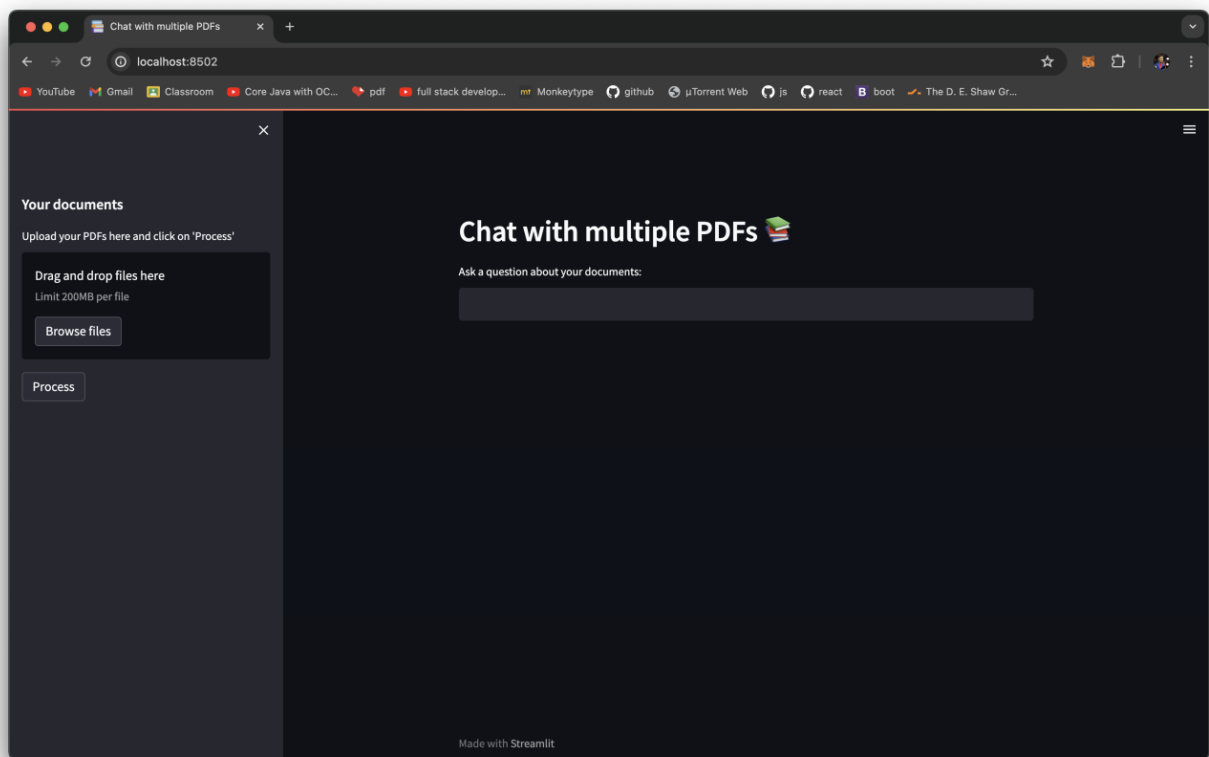 Chat with multiple PDFs
localhost:8502
YouTube Gmail Classroom Core Java with OC... pdf full stack develop... mt Monkeytype github µTorrent Web js react B boot The D. E. Shaw Gr...
Your documents
Upload your PDFs here and click on 'Process'
Drag and drop files here
Limit 200MB per file
Browse files
Process
Chat with multiple PDFs
Ask a question about your documents:
Made with Streamlit